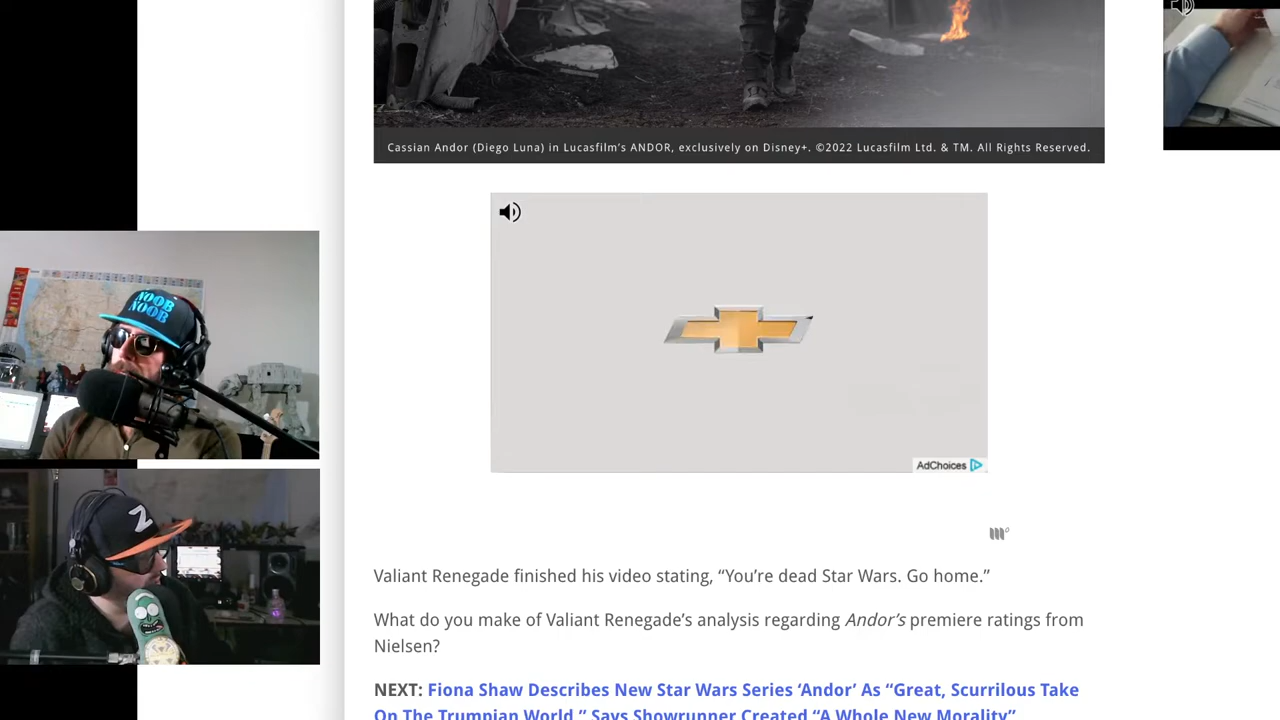 Cassian Andor (Diego Luna) in Lucasfilm's ANDOR, exclusively on Disney+. ©2022 Lucasfilm Ltd. & TM. All Rights Reserved.
NOOB
NOOB
Z
AdChoices
Valiant Renegade finished his video stating, “You’re dead Star Wars. Go home.”
What do you make of Valiant Renegade’s analysis regarding Andor’s premiere ratings from
Nielsen?
NEXT: Fiona Shaw Describes New Star Wars Series ‘Andor’ As “Great, Scurrilous Take
On The Trumpian World,” Says Showrunner Created “A Whole New Morality”